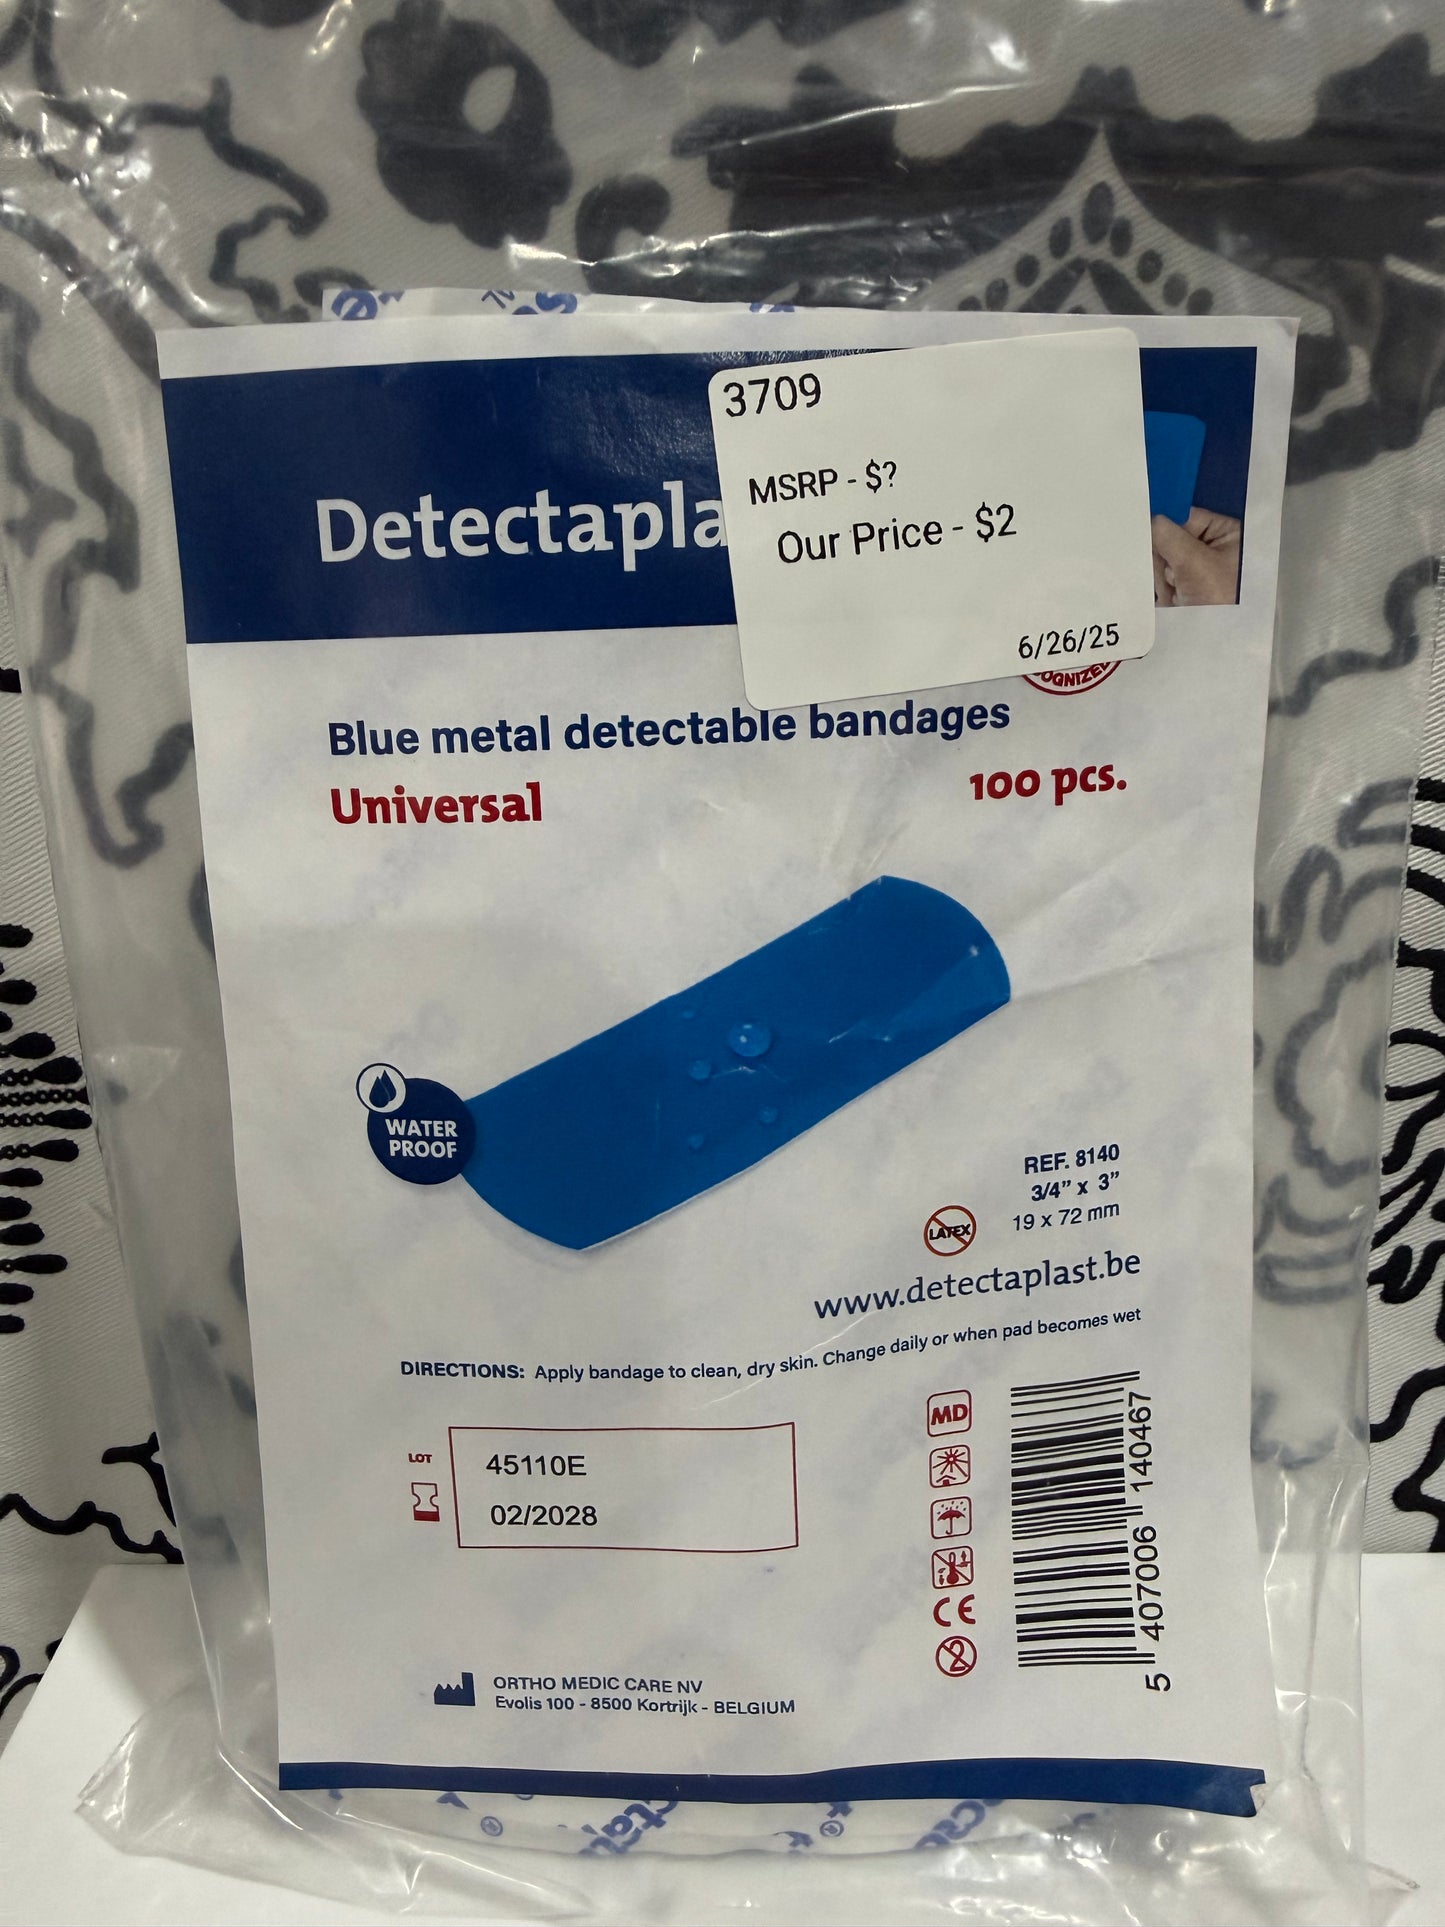 3709
MSRP - $?
Our Price - $2
6/26/25
Detectapla
OGNIZE
Blue metal detectable bandages
Universal
100 pcs.
WATER
PROOF
REF. 8140
3/4” x 3”
LATEX
19 x 72 mm
www.detectaplast.be
DIRECTIONS: Apply bandage to clean, dry skin. Change daily or when pad becomes wet
LOT
45110E
02/2028
MD
CE
2
5 407006 140467
ORTHO MEDIC CARE NV
Evolis 100 - 8500 Kortrijk - BELGIUM